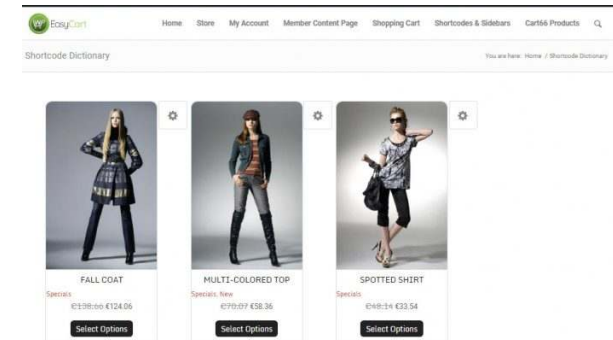 EasyCart
Home Store My Account Member Content Page Shopping Cart Shortcodes & Sidebars Cart66 Products
Shortcode Dictionary
You are here: Home / Shortcode Dictionary
FALL COAT
Specials
€138.66 €124.06
Select Options
MULTI-COLORED TOP
Specials, New
€70.07 €58.36
Select Options
SPOTTED SHIRT
Specials
€48.14 €33.54
Select Options